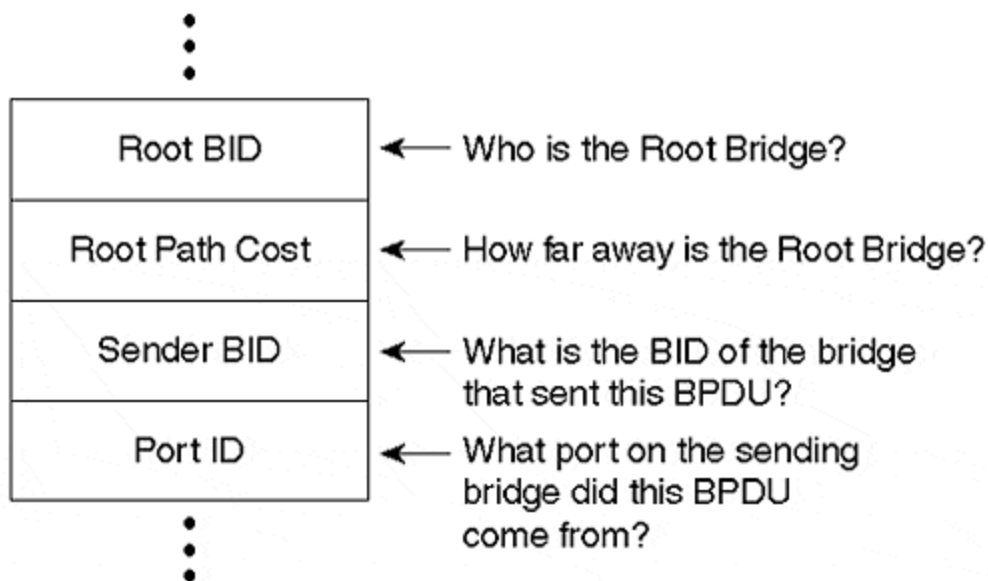 Root BID
Who is the Root Bridge?
Root Path Cost
How far away is the Root Bridge?
Sender BID
What is the BID of the bridge
that sent this BPDU?
Port ID
What port on the sending
bridge did this BPDU
come from?